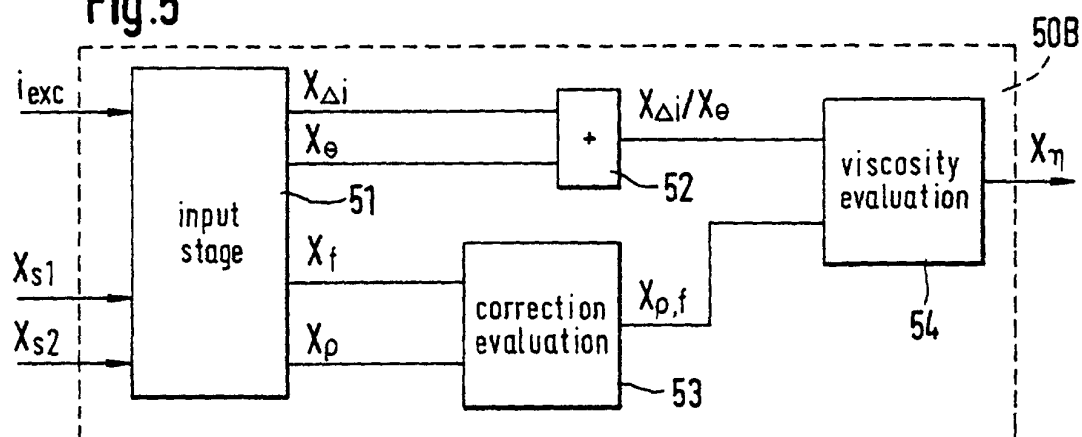 Fig.5
50B
i_exc
X_Δi
X_Δi/X_Θ
X_Θ
+
52
viscosity
evaluation
X_η
51
input
stage
X_s1
X_f
correction
evaluation
X_ρ,f
54
X_s2
X_ρ
53